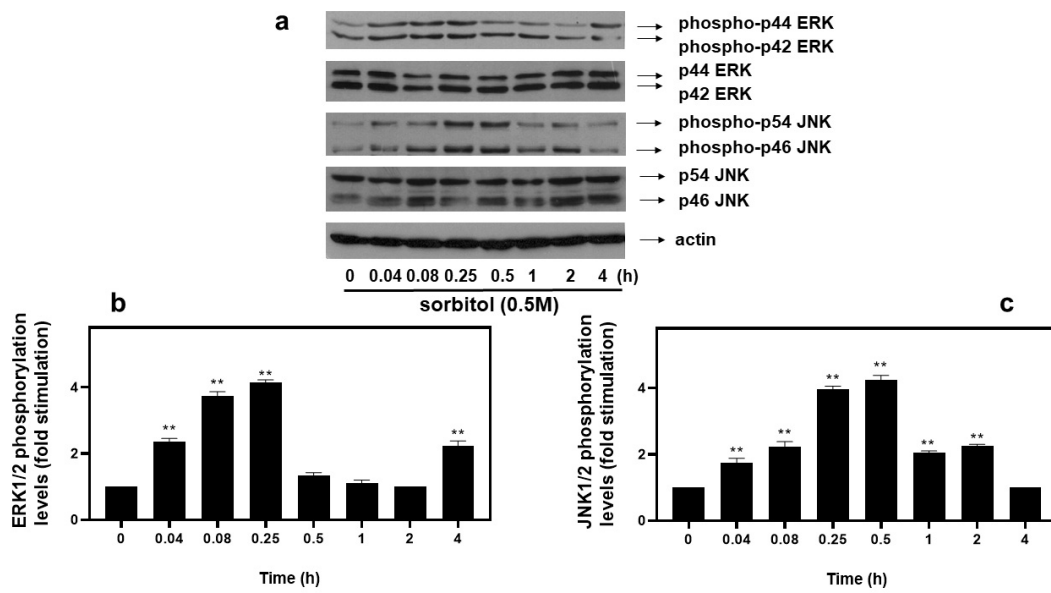 a
phospho-p44 ERK
phospho-p42 ERK
p44 ERK
p42 ERK
phospho-p54 JNK
phospho-p46 JNK
p54 JNK
p46 JNK
actin
0 0.04 0.08 0.25 0.5 1 2 4 (h)
sorbitol (0.5M)
b
ERK1/2 phosphorylation
levels (fold stimulation)
4
2
0
** ** ** **
0 0.04 0.08 0.25 0.5 1 2 4
Time (h)
c
JNK1/2 phosphorylation
levels (fold stimulation)
4
2
0
** ** ** ** ** **
0 0.04 0.08 0.25 0.5 1 2 4
Time (h)